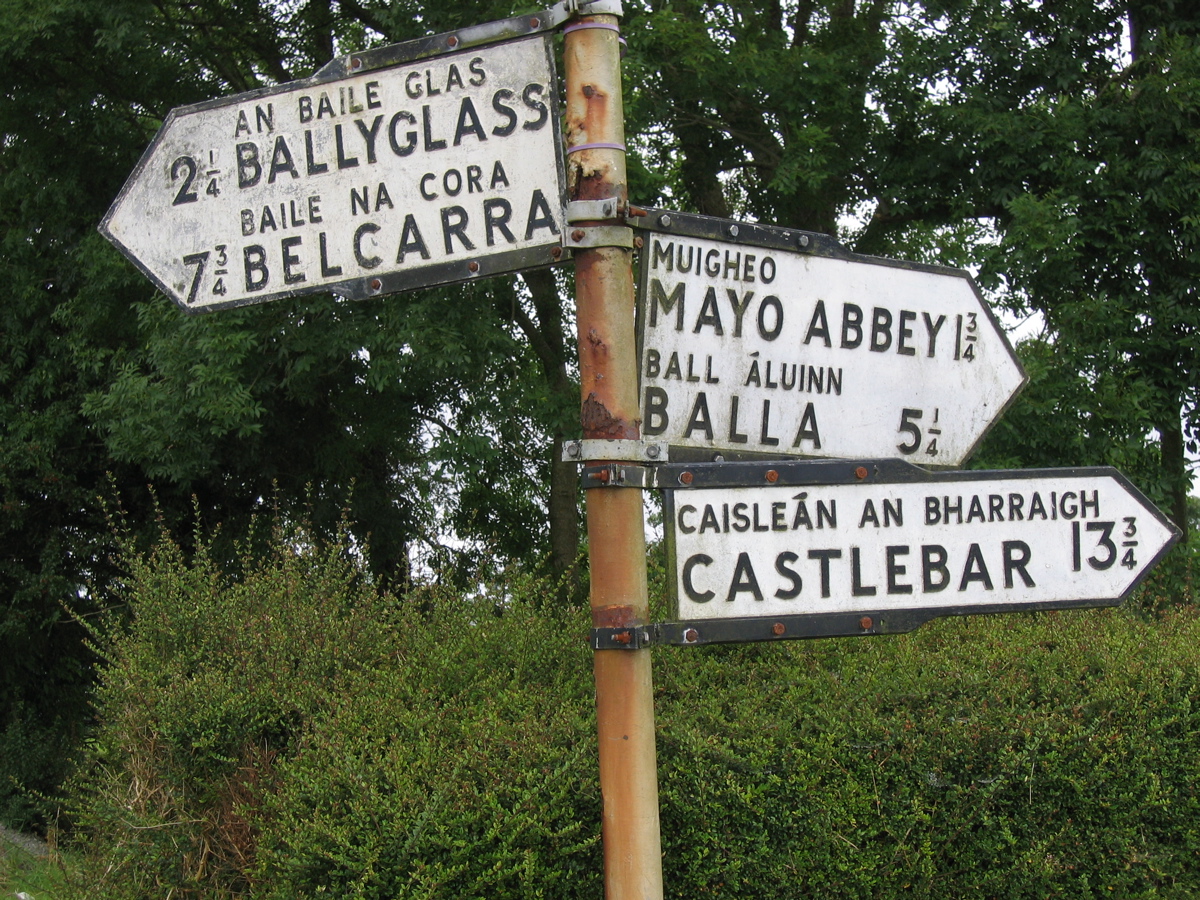 AN BAILE GLAS
2 1/4 BALLYGLASS
BAILE NA CORA
7 3/4 BELCARRA
MUIGHEO
MAYO ABBEY 1 3/4
BALL ÁLUINN
BALLA 5 1/4
CAISLEÁN AN BHARRAIGH
CASTLEBAR 13 3/4